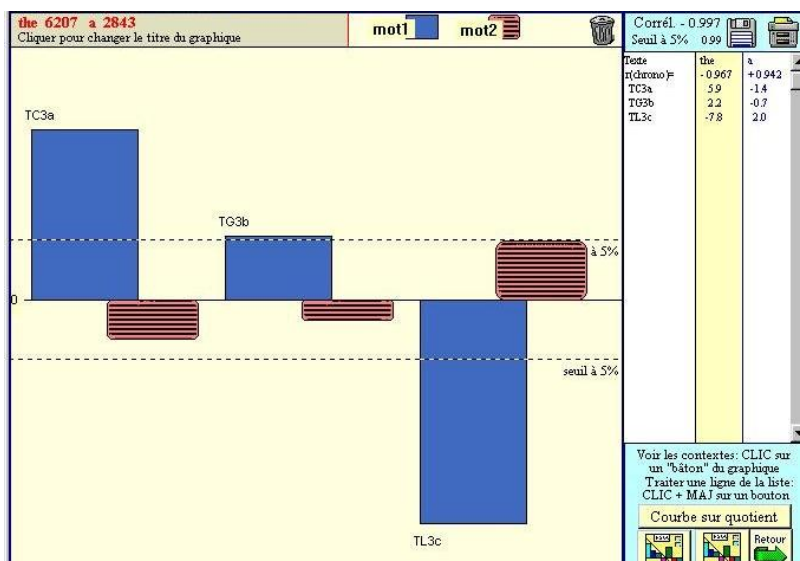 the 6207 a 2843
Cliquer pour changer le titre du graphique
mot1
mot2
Corrél. - 0.997
Seuil à 5% 0.99
TC3a
TG3b
à 5%
0
seuil à 5%
TL3c
Texte the a
r(chrono)= -0.967 +0.942
TC3a 5.9 -1.4
TG3b 2.2 -0.7
TL3c -7.8 2.0
Voir les contextes: CLIC sur
un "bâton" du graphique
Traiter une ligne de la liste:
CLIC + MAJ sur un bouton
Courbe sur quotient
Retour